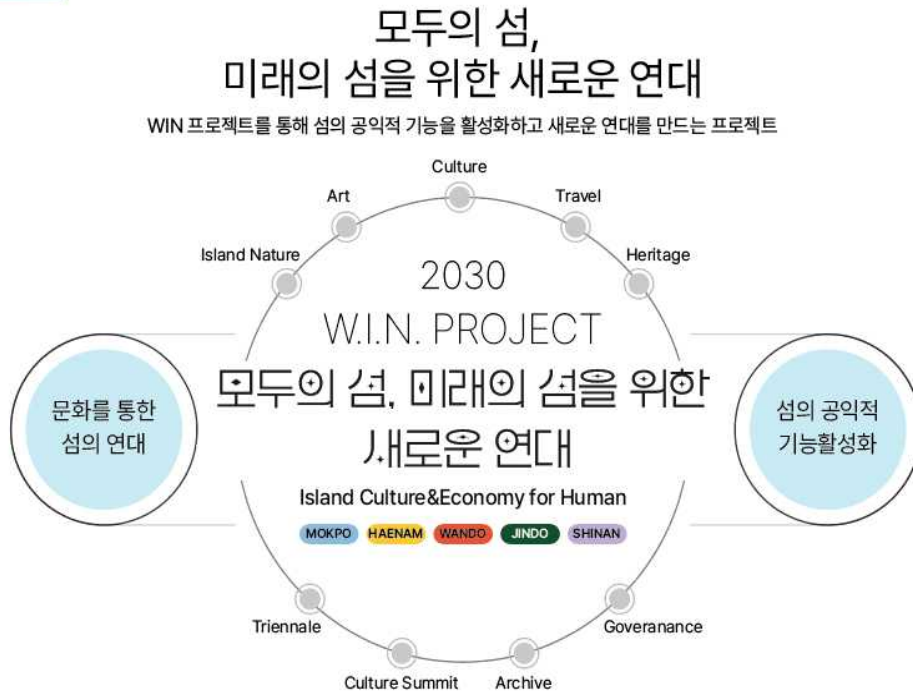 모두의 섬,
미래의 섬을 위한 새로운 연대
WIN 프로젝트를 통해 섬의 공익적 기능을 활성화하고 새로운 연대를 만드는 프로젝트
Culture
Art
Travel
Island Nature
Heritage
2030
W.I.N. PROJECT
모두의 섬, 미래의 섬을 위한
새로운 연대
Island Culture&Economy for Human
MOKPO HAENAM WANDO JINDO SHINAN
문화를 통한
섬의 연대
섬의 공익적
기능활성화
Triennale
Goveranance
Culture Summit
Archive